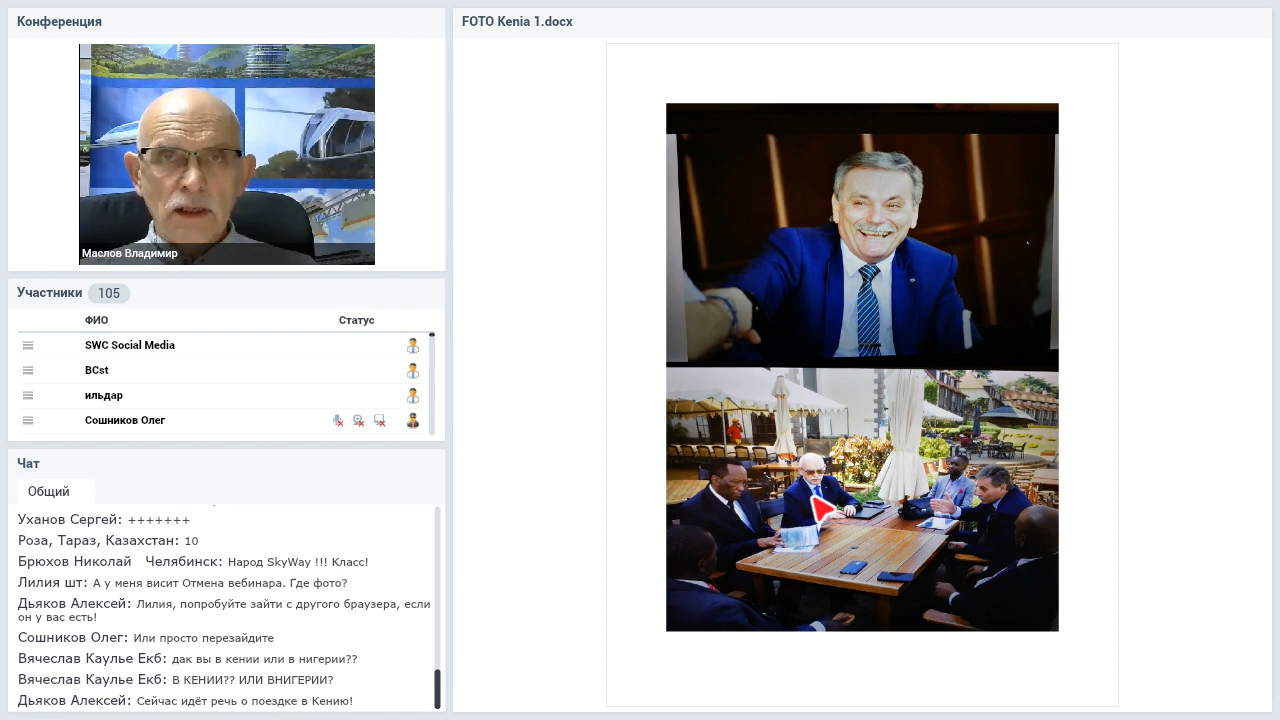 Конференция
Маслов Владимир
Участники 105
ФИО Статус
SWC Social Media
BCst
ильдар
Сошников Олег
Чат
Общий
Уханов Сергей: +++++++
Роза, Тараз, Казахстан: 10
Брюхов Николай Челябинск: Народ SkyWay !!! Класс!
Лилия шт: А у меня висит Отмена вебинара. Где фото?
Дьяков Алексей: Лилия, попробуйте зайти с другого браузера, если
он у вас есть!
Сошников Олег: Или просто перезайдите
Вячеслав Каулье Екб: дак вы в кении или в нигерии??
Вячеслав Каулье Екб: В КЕНИИ?? ИЛИ ВНИГЕРИИ?
Дьяков Алексей: Сейчас идёт речь о поездке в Кению!
FOTO Kenia 1.docx